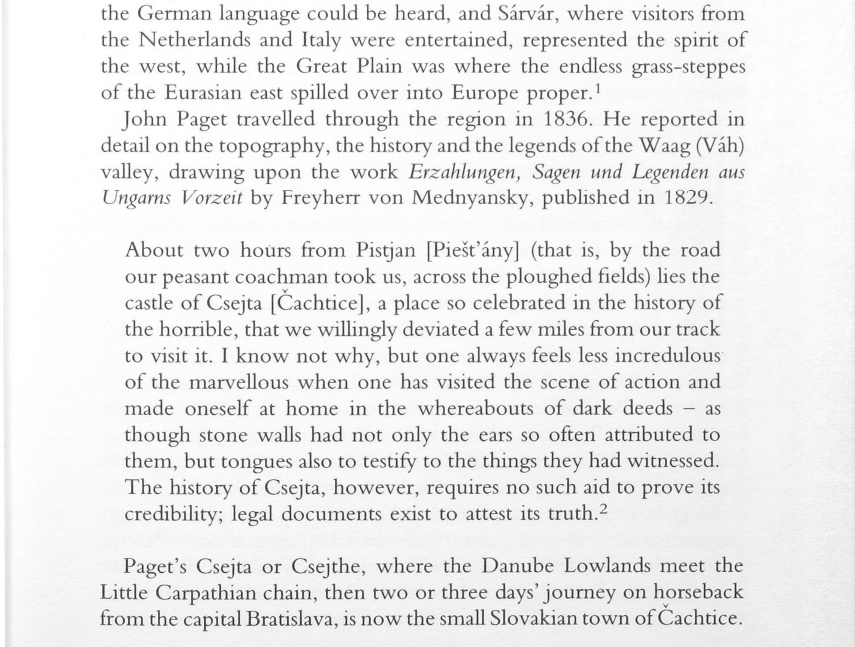 the German language could be heard, and Sárvár, where visitors from
the Netherlands and Italy were entertained, represented the spirit of
the west, while the Great Plain was where the endless grass-steppes
of the Eurasian east spilled over into Europe proper.¹
John Paget travelled through the region in 1836. He reported in
detail on the topography, the history and the legends of the Waag (Váh)
valley, drawing upon the work Erzahlungen, Sagen und Legenden aus
Ungarns Vorzeit by Freyherr von Mednyansky, published in 1829.
About two hours from Pistjan [Piešt'ány] (that is, by the road
our peasant coachman took us, across the ploughed fields) lies the
castle of Csejta [Čachtice], a place so celebrated in the history of
the horrible, that we willingly deviated a few miles from our track
to visit it. I know not why, but one always feels less incredulous
of the marvellous when one has visited the scene of action and
made oneself at home in the whereabouts of dark deeds – as
though stone walls had not only the ears so often attributed to
them, but tongues also to testify to the things they had witnessed.
The history of Csejta, however, requires no such aid to prove its
credibility; legal documents exist to attest its truth.²
Paget's Csejta or Csejthe, where the Danube Lowlands meet the
Little Carpathian chain, then two or three days' journey on horseback
from the capital Bratislava, is now the small Slovakian town of Čachtice.